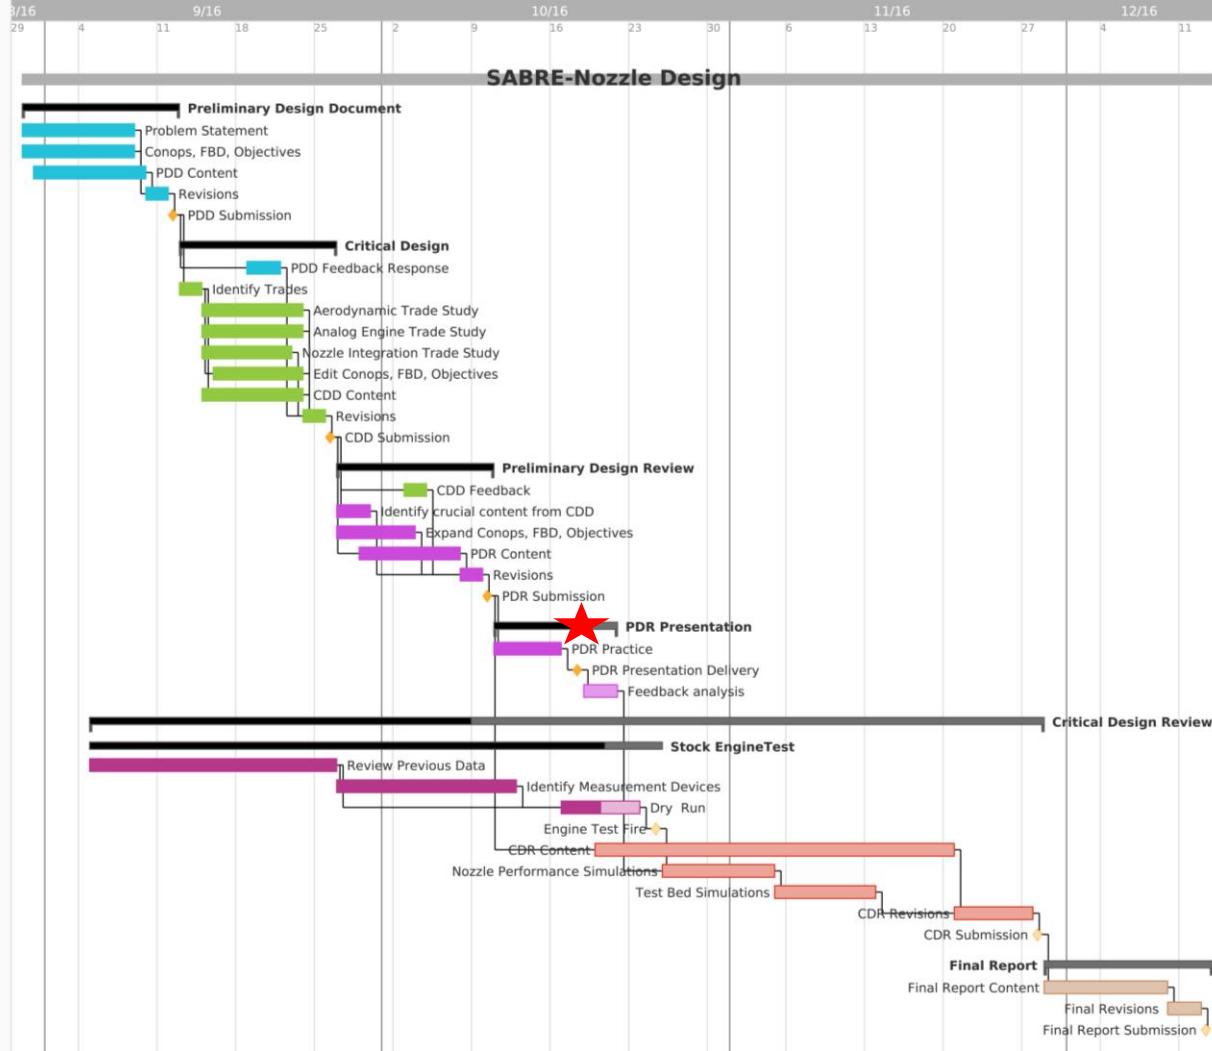 8/16 9/16 10/16 11/16 12/16
29 4 11 18 25 2 9 16 23 30 6 13 20 27 4 11
SABRE-Nozzle Design
Preliminary Design Document
Problem Statement
Conops, FBD, Objectives
PDD Content
Revisions
PDD Submission
Critical Design
PDD Feedback Response
Identify Trades
Aerodynamic Trade Study
Analog Engine Trade Study
Nozzle Integration Trade Study
Edit Conops, FBD, Objectives
CDD Content
Revisions
CDD Submission
Preliminary Design Review
CDD Feedback
Identify crucial content from CDD
Expand Conops, FBD, Objectives
PDR Content
Revisions
PDR Submission
PDR Presentation
PDR Practice
PDR Presentation Delivery
Feedback analysis
Critical Design Review
Stock EngineTest
Review Previous Data
Identify Measurement Devices
Dry Run
Engine Test Fire
CDR Content
Nozzle Performance Simulations
Test Bed Simulations
CDR Revisions
CDR Submission
Final Report
Final Report Content
Final Revisions
Final Report Submission